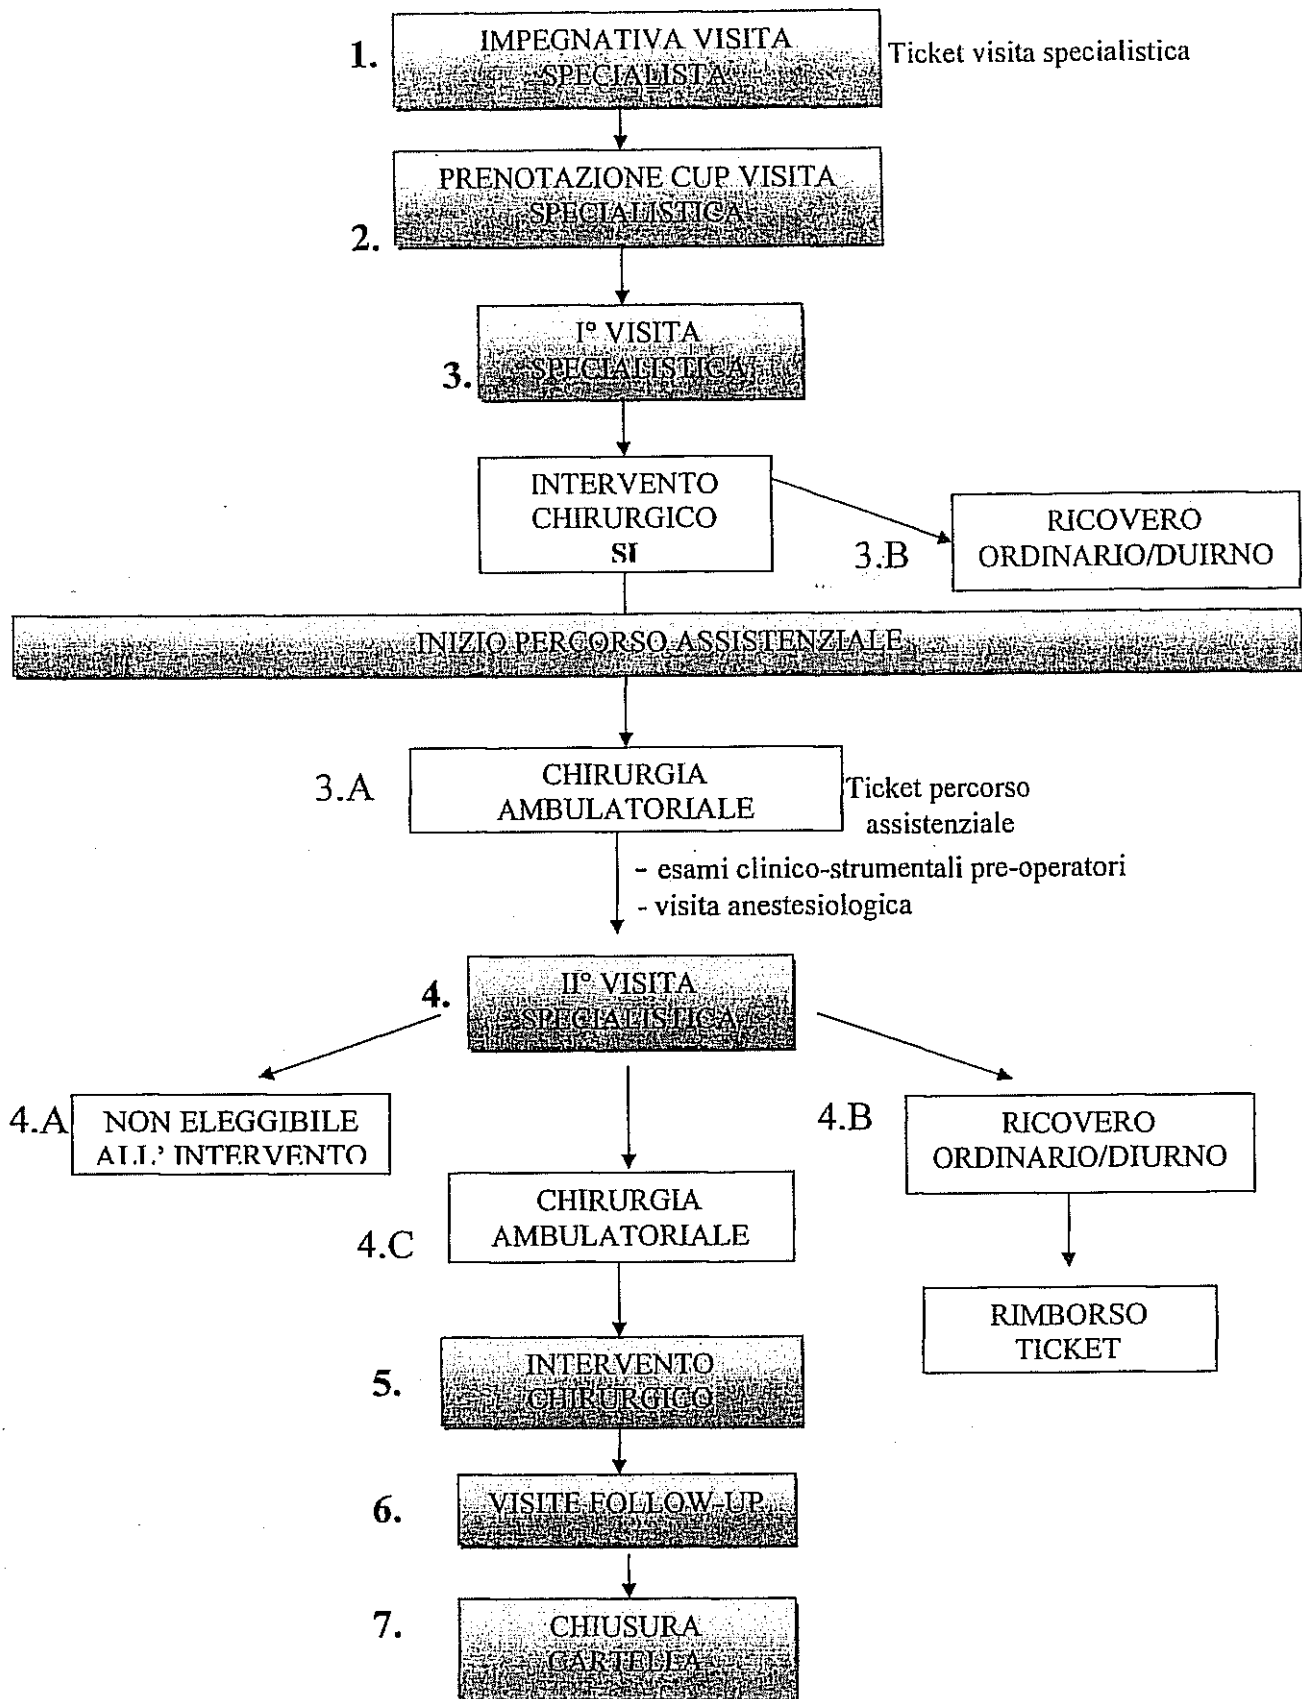 1.
IMPEGNATIVA VISITA
SPECIALISTA
Ticket visita specialistica
PRENOTAZIONE CUP VISITA
SPECIALISTICA
2.
I° VISITA
SPECIALISTICA
3.
INTERVENTO
CHIRURGICO
SI
3.B
RICOVERO
ORDINARIO/DUIRNO
INIZIO PERCORSO ASSISTENZIALE
3.A
CHIRURGIA
AMBULATORIALE
Ticket percorso
assistenziale
- esami clinico-strumentali pre-operatori
- visita anestesiologica
4.
II° VISITA
SPECIALISTICA
4.A
NON ELEGGIBILE
ALL' INTERVENTO
4.B
RICOVERO
ORDINARIO/DIURNO
4.C
CHIRURGIA
AMBULATORIALE
RIMBORSO
TICKET
5.
INTERVENTO
CHIRURGICO
6.
VISITE FOLLOW-UP
7.
CHIUSURA
CARTELLA